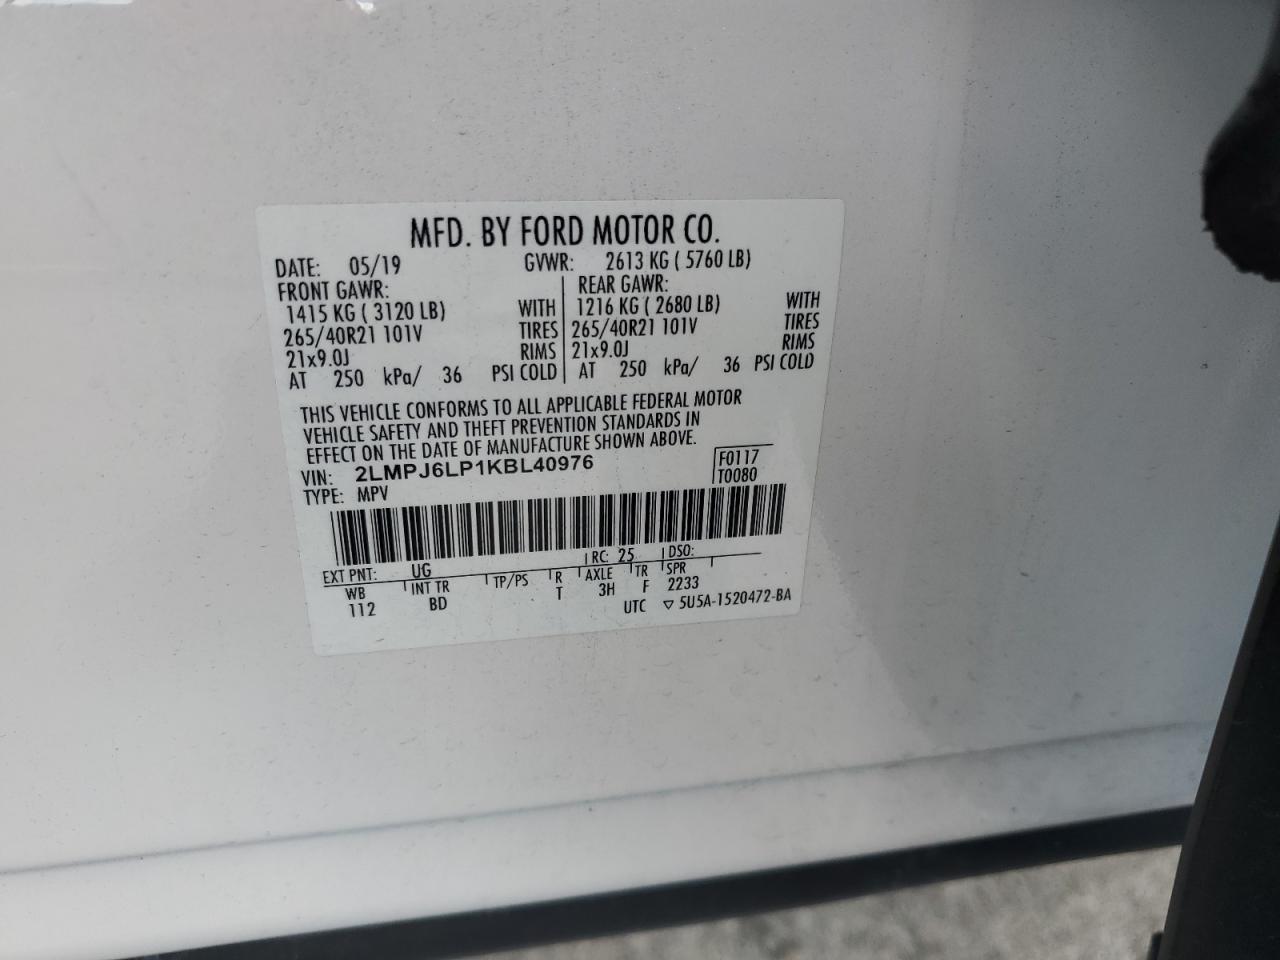 MFD. BY FORD MOTOR CO.
DATE: 05/19 GVWR: 2613 KG ( 5760 LB)
FRONT GAWR: REAR GAWR:
1415 KG ( 3120 LB) WITH 1216 KG ( 2680 LB) WITH
265/40R21 101V TIRES 265/40R21 101V TIRES
21x9.0J RIMS 21x9.0J RIMS
AT 250 kPa/ 36 PSI COLD AT 250 kPa/ 36 PSI COLD
THIS VEHICLE CONFORMS TO ALL APPLICABLE FEDERAL MOTOR
VEHICLE SAFETY AND THEFT PREVENTION STANDARDS IN
EFFECT ON THE DATE OF MANUFACTURE SHOWN ABOVE.
VIN: 2LMPJ6LP1KBL40976 F0117
TYPE: MPV T0080
EXT PNT: UG RC: 25 DSO:
WB INT TR TP/PS R AXLE TR SPR
112 BD T 3H F 2233
UTC ▽ 5U5A-1520472-BA